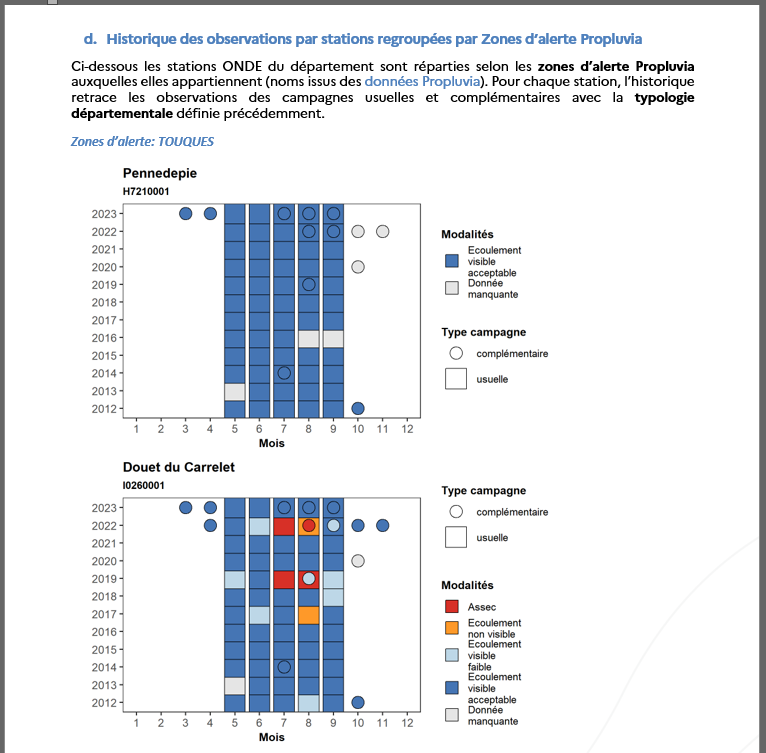 d. Historique des observations par stations regroupées par Zones d’alerte Propluvia
Ci-dessous les stations ONDE du département sont réparties selon les zones d’alerte Propluvia
auxquelles elles appartiennent (noms issus des données Propluvia). Pour chaque station, l’historique
retrace les observations des campagnes usuelles et complémentaires avec la typologie
départementale définie précédemment.
Zones d’alerte: TOUQUES
Pennedepie
H7210001
2023
2022
2021
2020
2019
2018
2017
2016
2015
2014
2013
2012
1 2 3 4 5 6 7 8 9 10 11 12
Mois
Modalités
Ecoulement
visible
acceptable
Donnée
manquante
Type campagne
complémentaire
usuelle
Douet du Carrelet
I0260001
2023
2022
2021
2020
2019
2018
2017
2016
2015
2014
2013
2012
1 2 3 4 5 6 7 8 9 10 11 12
Mois
Type campagne
complémentaire
usuelle
Modalités
Assec
Ecoulement
non visible
Ecoulement
visible
faible
Ecoulement
visible
acceptable
Donnée
manquante